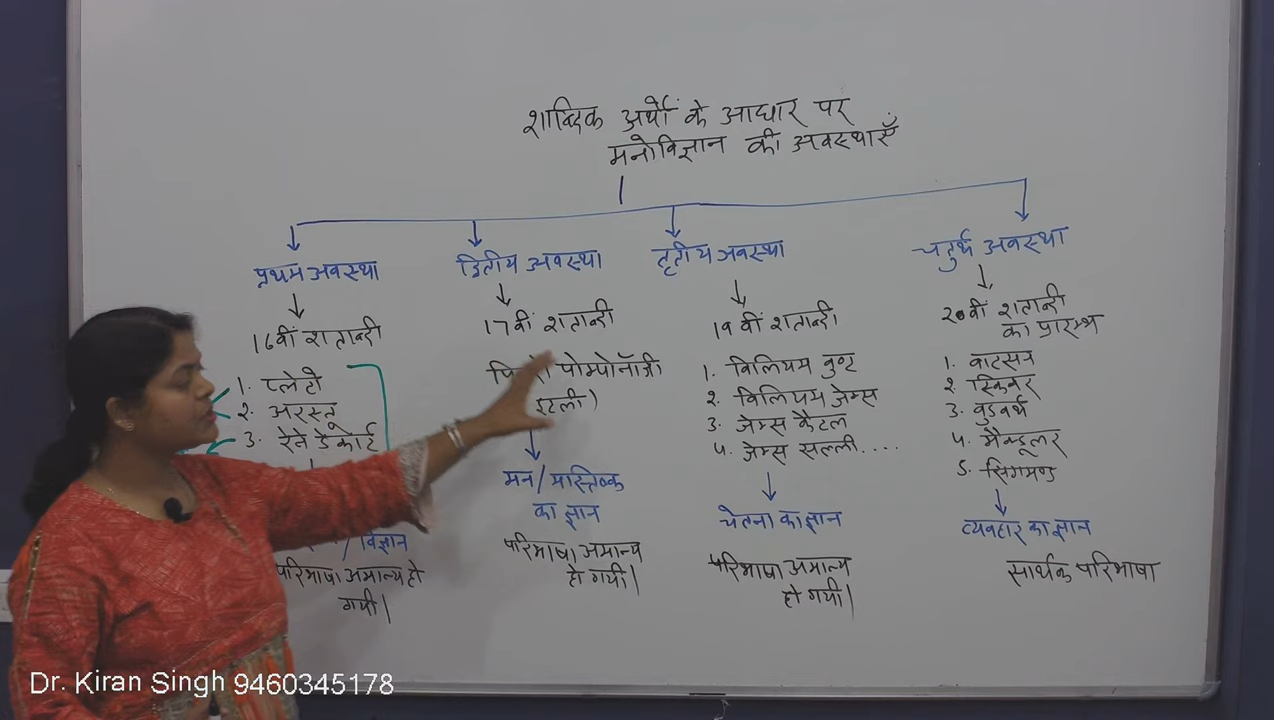 शाब्दिक अर्थों के आधार पर
मनोविज्ञान की अवस्थाएँ
प्रथम अवस्था
16वीं शताब्दी
1. प्लेटो
2. अरस्तू
3. रेने डेकार्ट
/ विज्ञान
परिभाषा अमान्य हो
गयी।
द्वितीय अवस्था
17वीं शताब्दी
पोम्पोनॉजी
इटली)
मन/मस्तिष्क
का ज्ञान
परिभाषा अमान्य
हो गयी।
तृतीय अवस्था
19वीं शताब्दी
1. विलियम वुण्ट
2. विलियम जेम्स
3. जेम्स कैटल
4. जेम्स सल्ली....
चेतना का ज्ञान
परिभाषा अमान्य
हो गयी।
चतुर्थ अवस्था
20वीं शताब्दी
का प्रारम्भ
1. वाटसन
2. स्किनर
3. वुडवर्थ
4. मैक्डूलर
5. सिगमण्ड
व्यवहार का ज्ञान
सार्थक परिभाषा
Dr. Kiran Singh 9460345178